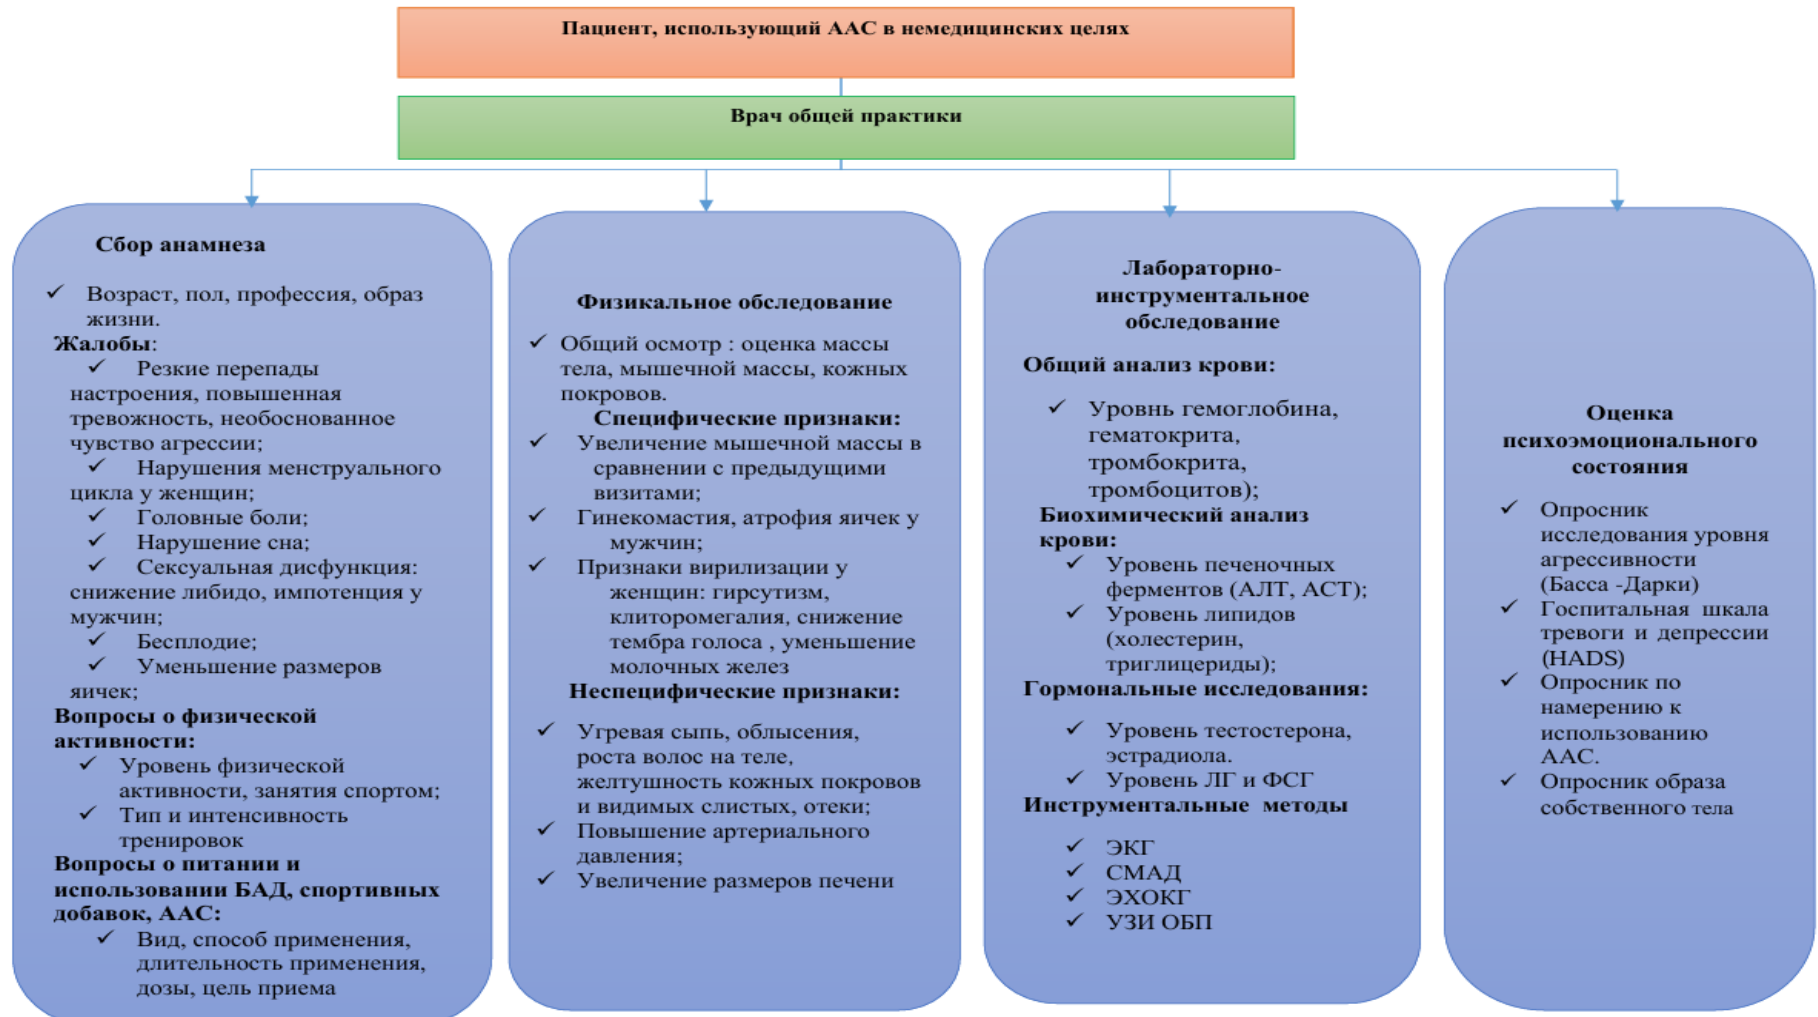 Пациент, использующий ААС в немедицинских целях
Врач общей практики
Сбор анамнеза
✓ Возраст, пол, профессия, образ
жизни.
Жалобы:
✓ Резкие перепады
настроения, повышенная
тревожность, необоснованное
чувство агрессии;
✓ Нарушения менструального
цикла у женщин;
✓ Головные боли;
✓ Нарушение сна;
✓ Сексуальная дисфункция:
снижение либидо, импотенция у
мужчин;
✓ Бесплодие;
✓ Уменьшение размеров
яичек;
Вопросы о физической
активности:
✓ Уровень физической
активности, занятия спортом;
✓ Тип и интенсивность
тренировок
Вопросы о питании и
использовании БАД, спортивных
добавок, ААС:
✓ Вид, способ применения,
длительность применения,
дозы, цель приема
Физикальное обследование
✓ Общий осмотр : оценка массы
тела, мышечной массы, кожных
покровов.
Специфические признаки:
✓ Увеличение мышечной массы в
сравнении с предыдущими
визитами;
✓ Гинекомастия, атрофия яичек у
мужчин;
✓ Признаки вирилизации у
женщин: гирсутизм,
клиторомегалия, снижение
тембра голоса , уменьшение
молочных желез
Неспецифические признаки:
✓ Угревая сыпь, облысения,
роста волос на теле,
желтушность кожных покровов
и видимых слистых, отеки;
✓ Повышение артериального
давления;
✓ Увеличение размеров печени
Лабораторно-
инструментальное
обследование
Общий анализ крови:
✓ Уровнь гемоглобина,
гематокрита,
тромбокрита,
тромбоцитов);
Биохимический анализ
крови:
✓ Уровень печеночных
ферментов (АЛТ, АСТ);
✓ Уровень липидов
(холестерин,
триглицериды);
Гормональные исследования:
✓ Уровень тестостерона,
эстрадиола.
✓ Уровень ЛГ и ФСГ
Инструментальные методы
✓ ЭКГ
✓ СМАД
✓ ЭХОКГ
✓ УЗИ ОБП
Оценка
психоэмоционального
состояния
✓ Опросник
исследования уровня
агрессивности
(Басса -Дарки)
✓ Госпитальная шкала
тревоги и депрессии
(HADS)
✓ Опросник по
намерению к
использованию
ААС.
✓ Опросник образа
собственного тела